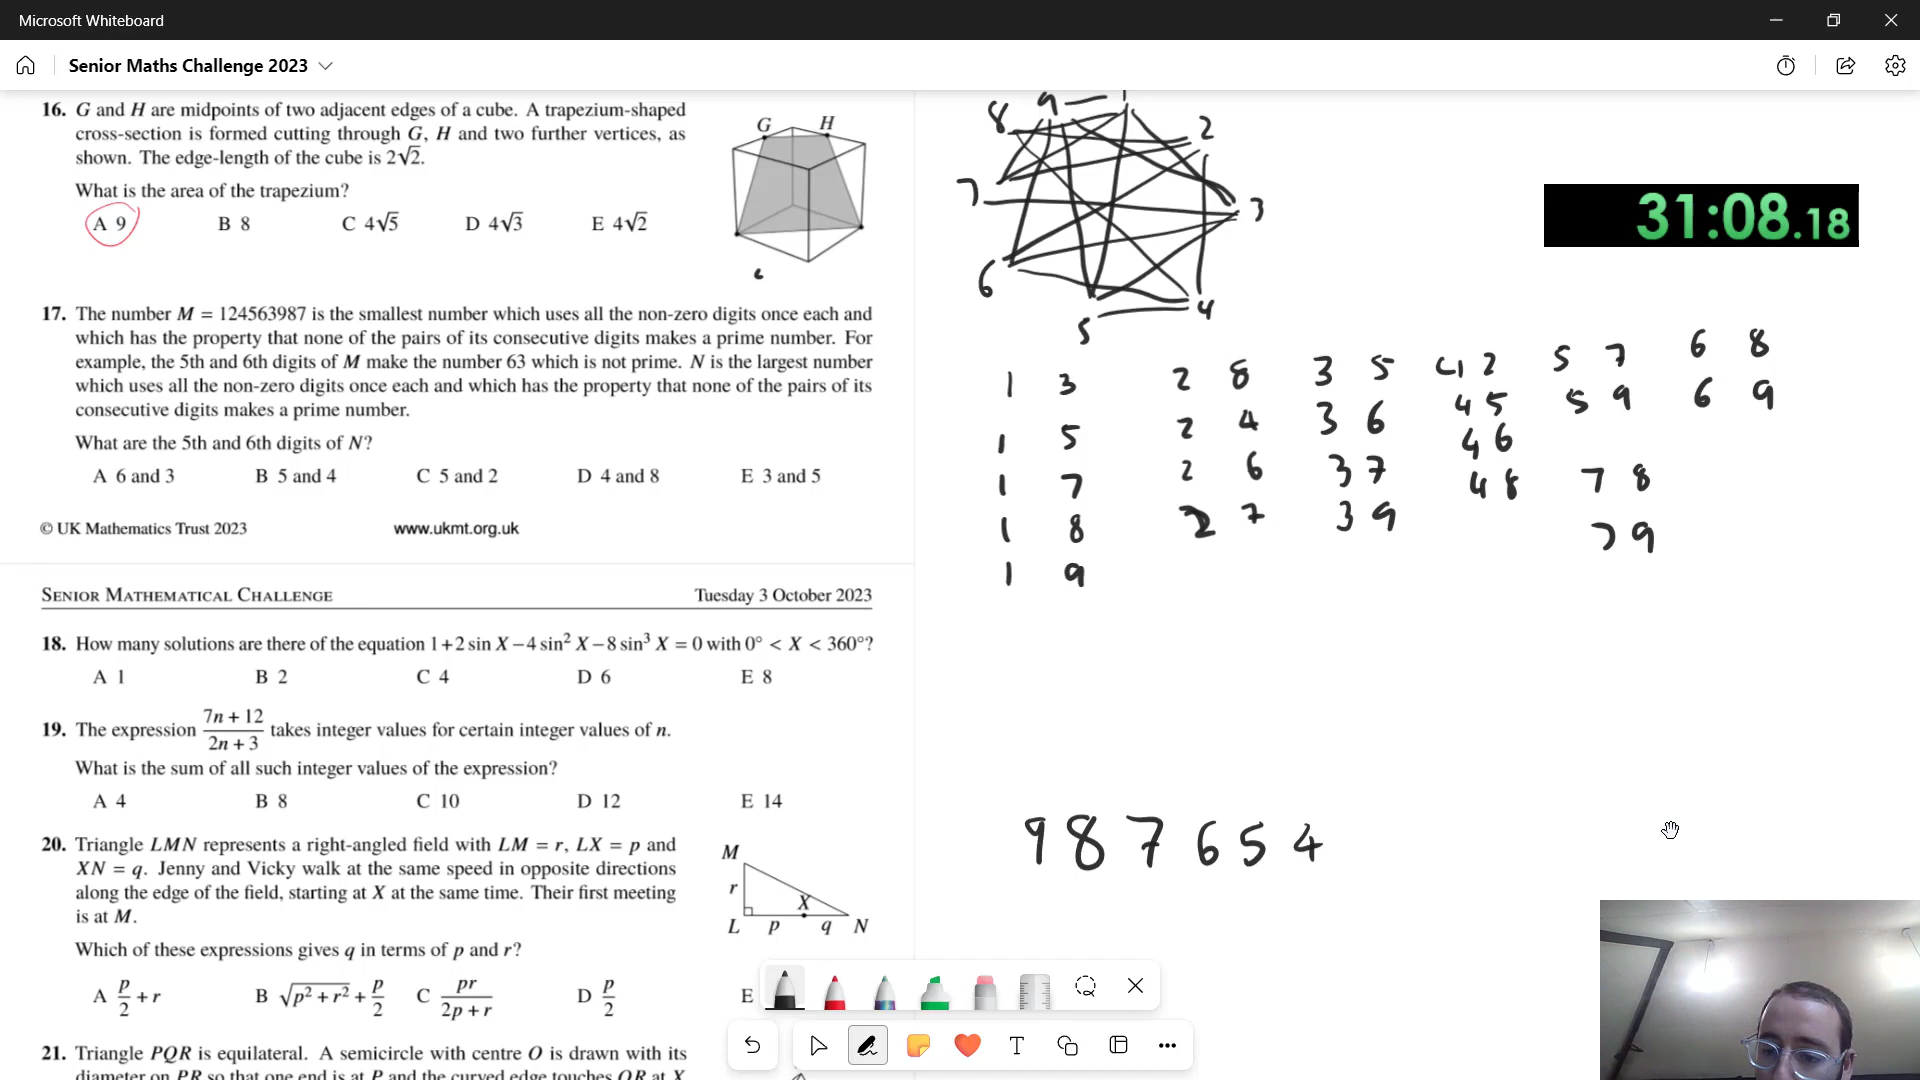 Microsoft Whiteboard
Senior Maths Challenge 2023
16. G and H are midpoints of two adjacent edges of a cube. A trapezium-shaped
cross-section is formed cutting through G, H and two further vertices, as
shown. The edge-length of the cube is 2√2.
What is the area of the trapezium?
A 9 B 8 C 4√5 D 4√3 E 4√2
G H
17. The number M = 124563987 is the smallest number which uses all the non-zero digits once each and
which has the property that none of the pairs of its consecutive digits makes a prime number. For
example, the 5th and 6th digits of M make the number 63 which is not prime. N is the largest number
which uses all the non-zero digits once each and which has the property that none of the pairs of its
consecutive digits makes a prime number.
What are the 5th and 6th digits of N?
A 6 and 3 B 5 and 4 C 5 and 2 D 4 and 8 E 3 and 5
© UK Mathematics Trust 2023 www.ukmt.org.uk
SENIOR MATHEMATICAL CHALLENGE Tuesday 3 October 2023
18. How many solutions are there of the equation 1+2 sin X−4 sin² X−8 sin³ X = 0 with 0° < X < 360°?
A 1 B 2 C 4 D 6 E 8
19. The expression (7n + 12)/(2n + 3) takes integer values for certain integer values of n.
What is the sum of all such integer values of the expression?
A 4 B 8 C 10 D 12 E 14
20. Triangle LMN represents a right-angled field with LM = r, LX = p and
XN = q. Jenny and Vicky walk at the same speed in opposite directions
along the edge of the field, starting at X at the same time. Their first meeting
is at M.
Which of these expressions gives q in terms of p and r?
A p/2 + r B √(p² + r²) + p/2 C pr/(2p + r) D p/2 E
M
r X
L p q N
21. Triangle PQR is equilateral. A semicircle with centre O is drawn with its
diameter on PR so that one end is at P and the curved edge touches QR at X.
8 9 1
2
7 3
6
5 4
1 3 2 8 3 5 4 2 5 7 6 8
1 5 2 4 3 6 4 5 5 9 6 9
1 7 2 6 3 7 4 6
1 8 2 7 3 9 4 8 7 8
1 9 7 9
9 8 7 6 5 4
31:08.18
T